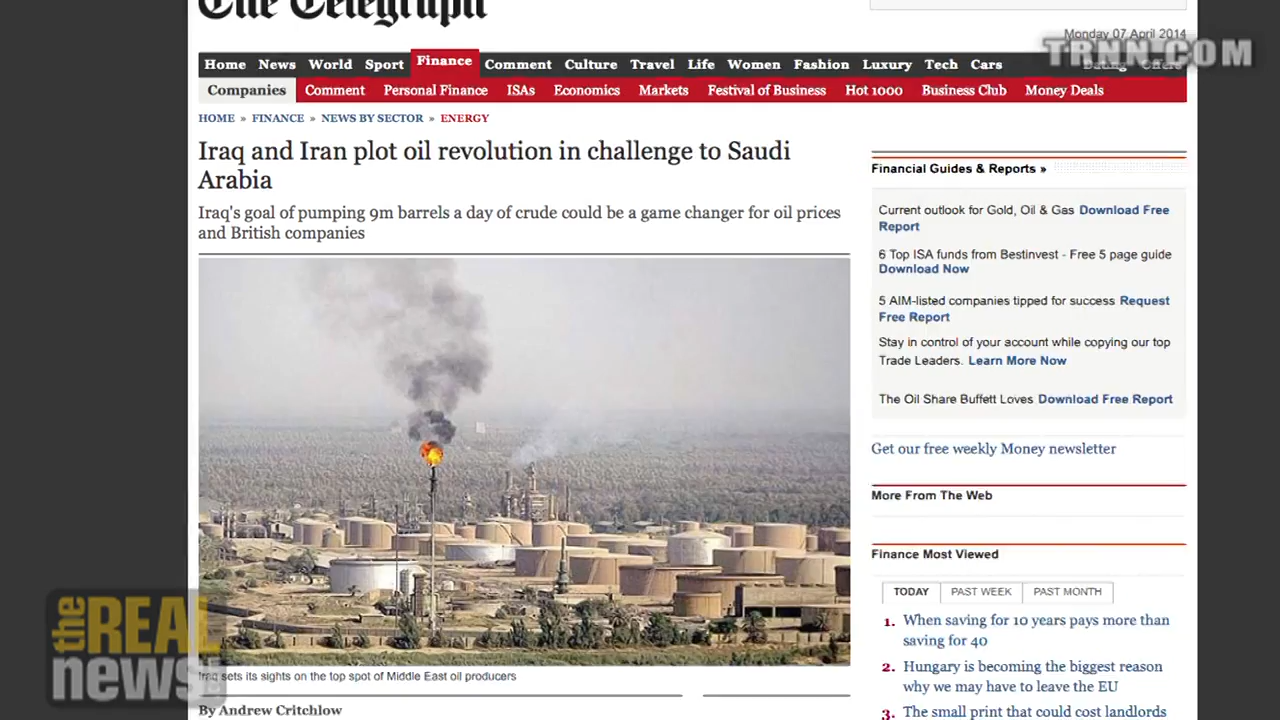 The Telegraph
Monday 07 April 2014
TRNN.COM
Home News World Sport Finance Comment Culture Travel Life Women Fashion Luxury Tech Cars Dating Offers
Companies Comment Personal Finance ISAs Economics Markets Festival of Business Hot 1000 Business Club Money Deals
HOME » FINANCE » NEWS BY SECTOR » ENERGY
Iraq and Iran plot oil revolution in challenge to Saudi
Arabia
Iraq's goal of pumping 9m barrels a day of crude could be a game changer for oil prices
and British companies
Iraq sets its sights on the top spot of Middle East oil producers
By Andrew Critchlow
Financial Guides & Reports »
Current outlook for Gold, Oil & Gas Download Free
Report
6 Top ISA funds from Bestinvest - Free 5 page guide
Download Now
5 AIM-listed companies tipped for success Request
Free Report
Stay in control of your account while copying our top
Trade Leaders. Learn More Now
The Oil Share Buffett Loves Download Free Report
Get our free weekly Money newsletter
More From The Web
Finance Most Viewed
TODAY PAST WEEK PAST MONTH
1. When saving for 10 years pays more than
saving for 40
2. Hungary is becoming the biggest reason
why we may have to leave the EU
3. The small print that could cost landlords
the REAL
news